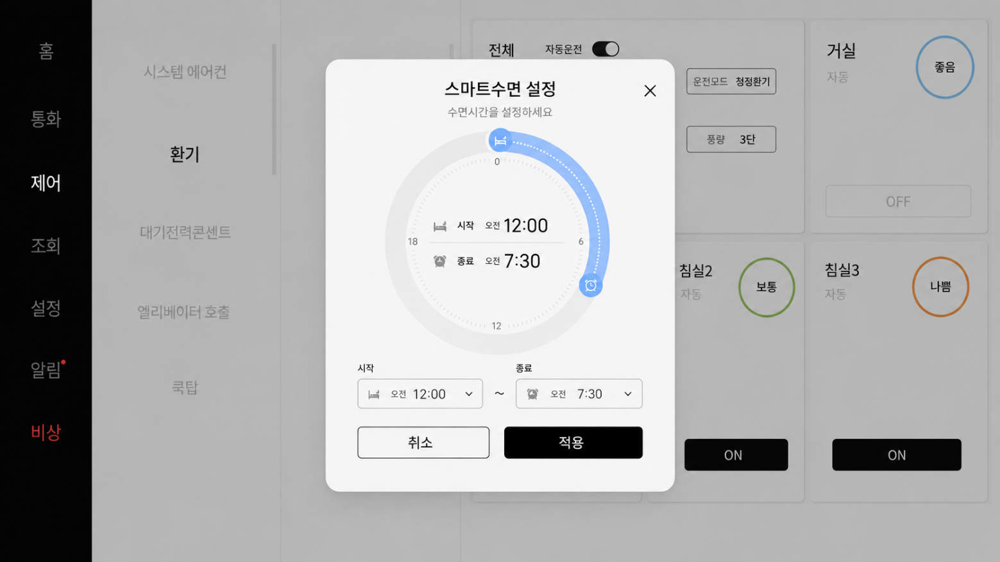 홈
통화
제어
조회
설정
알림
비상
시스템 에어컨
환기
대기전력콘센트
엘리베이터 호출
쿡탑
전체 자동운전
운전모드 청정환기
풍량 3단
거실
자동
좋음
OFF
침실2
자동
보통
ON
침실3
자동
나쁨
ON
스마트수면 설정
수면시간을 설정하세요
0
18
6
12
시작 오전 12:00
종료 오전 7:30
시작
오전 12:00
~
종료
오전 7:30
취소
적용